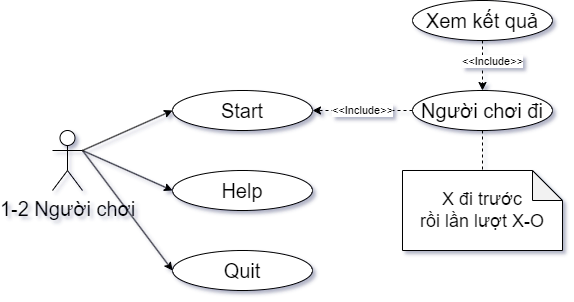 Xem kết quả
<<Include>>
Start
<<Include>>
Người chơi đi
1-2 Người chơi
Help
X đi trước
rồi lần lượt X-O
Quit